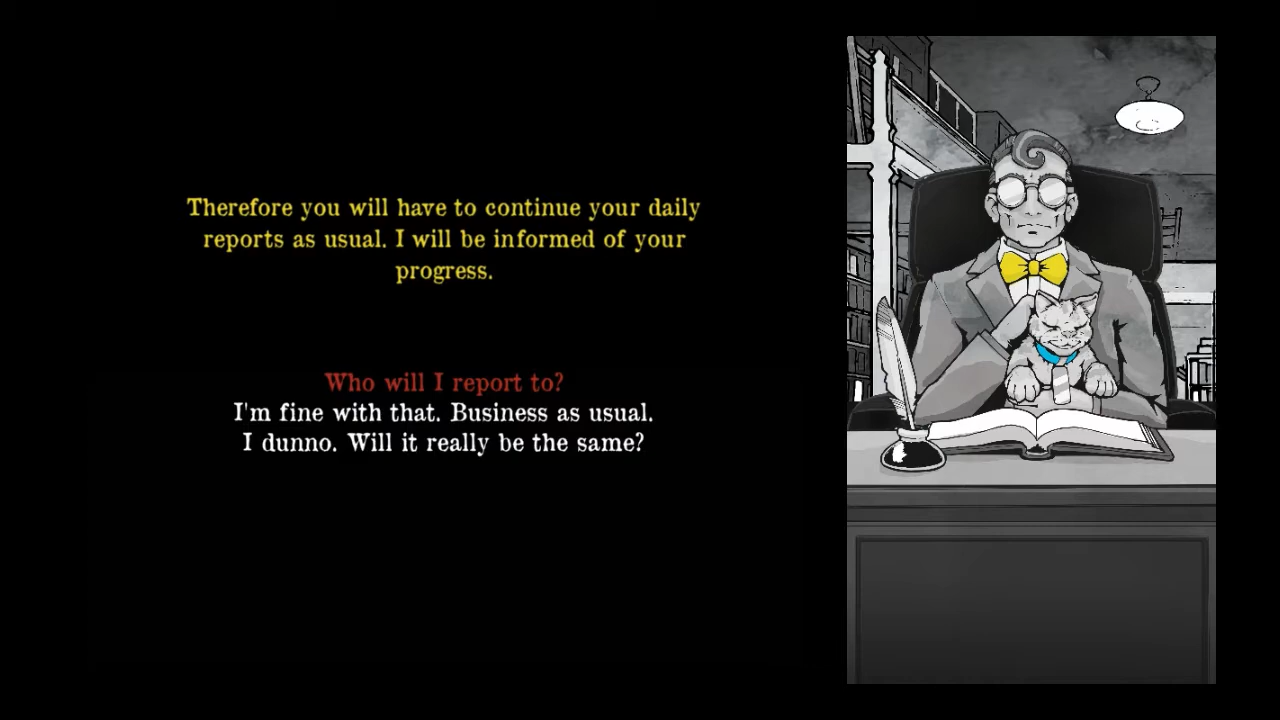 Therefore you will have to continue your daily
reports as usual. I will be informed of your
progress.
Who will I report to?
I'm fine with that. Business as usual.
I dunno. Will it really be the same?